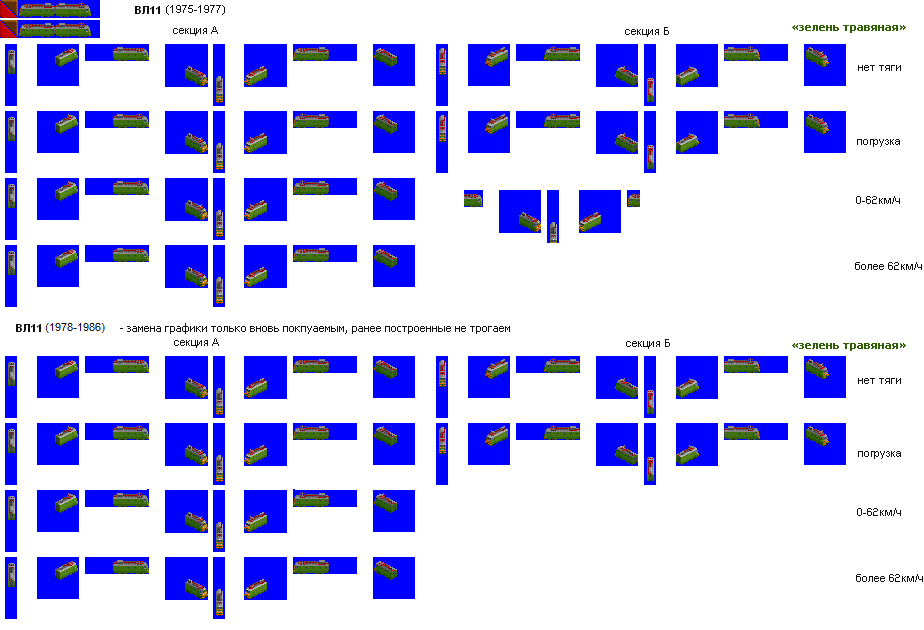 ВЛ11 (1975-1977)
секция А
секция Б
«зелень травяная»
нет тяги
погрузка
0-62км/ч
более 62км/ч
ВЛ11 (1978-1986) - замена графики только вновь покпуаемым, ранее построенные не трогаем
секция А
секция Б
«зелень травяная»
нет тяги
погрузка
0-62км/ч
более 62км/ч